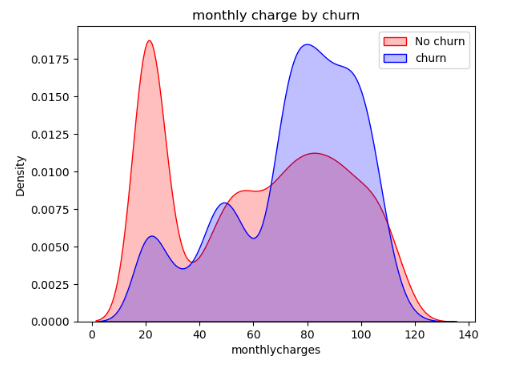 monthly charge by churn
No churn
churn
0.0175
0.0150
0.0125
0.0100
0.0075
0.0050
0.0025
0.0000
Density
0 20 40 60 80 100 120 140
monthlycharges